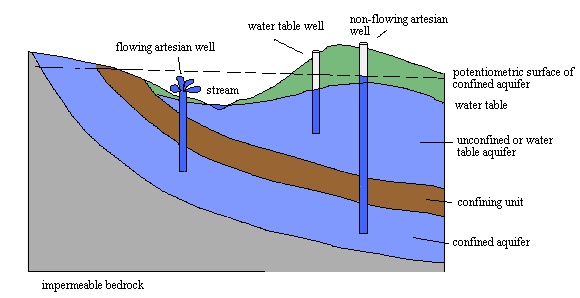 non-flowing artesian
well
water table well
flowing artesian well
stream
potentiometric surface of
confined aquifer
water table
unconfined or water
table aquifer
confining unit
confined aquifer
impermeable bedrock